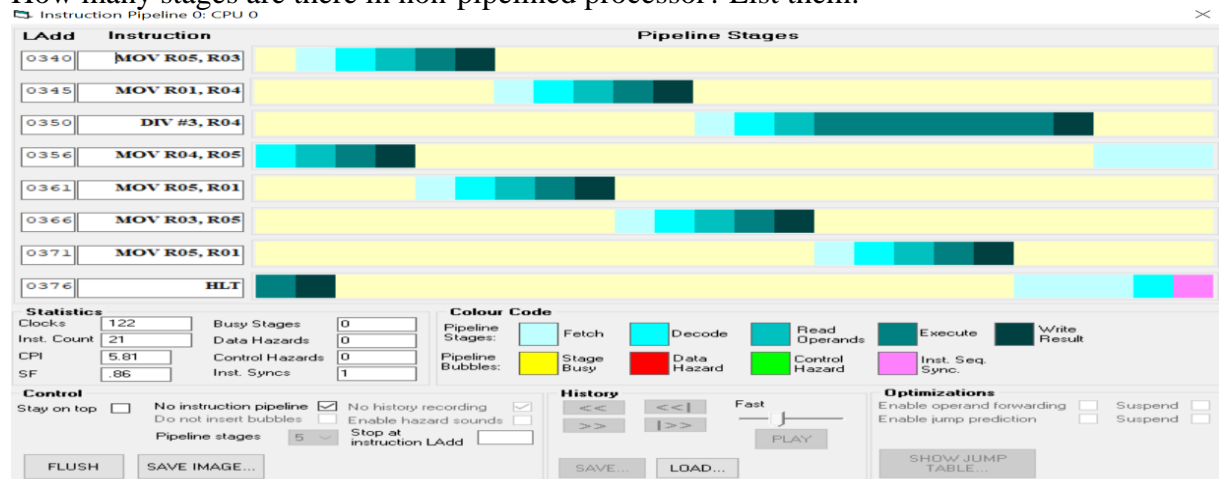 How many stages are there in non-pipelined processor? List them.
Instruction Pipeline 0: CPU 0
LAdd Instruction Pipeline Stages
0340 MOV R05, R03
0345 MOV R01, R04
0350 DIV #3, R04
0356 MOV R04, R05
0361 MOV R05, R01
0366 MOV R03, R05
0371 MOV R05, R01
0376 HLT
Statistics
Clocks 122 Busy Stages 0
Inst. Count 21 Data Hazards 0
CPI 5.81 Control Hazards 0
SF .86 Inst. Syncs 1
Colour Code
Pipeline Stages: Fetch Decode Read Operands Execute Write Result
Pipeline Bubbles: Stage Busy Data Hazard Control Hazard Inst. Seq. Sync.
Control
Stay on top No instruction pipeline No history recording
Do not insert bubbles Enable hazard sounds
Pipeline stages 5 Stop at instruction LAdd
FLUSH SAVE IMAGE...
History
<< <<| Fast
>> |>> PLAY
SAVE... LOAD...
Optimizations
Enable operand forwarding Suspend
Enable jump prediction Suspend
SHOW JUMP TABLE...